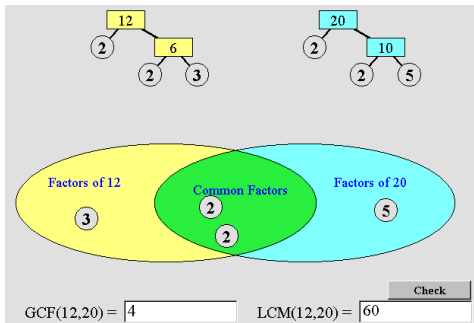 12 20
2 6 2 10
2 3 2 5
Factors of 12 Common Factors Factors of 20
3 2 5
2
Check
GCF(12,20) = 4 LCM(12,20) = 60